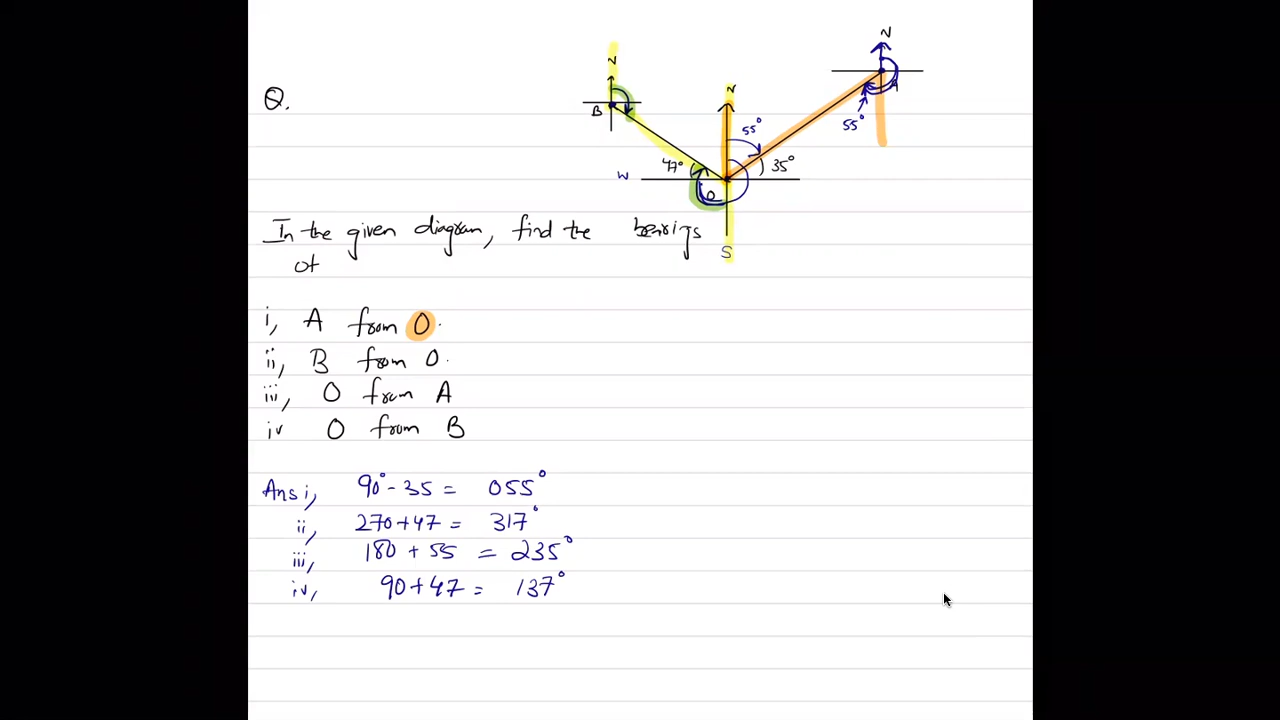 N
N
N
Q.
B
55°
A
55°
47°
35°
W
O
In the given diagram, find the bearigs
of
S
i, A from O.
ii, B from O.
iii, O from A
iv O from B
Ans i, 90° - 35 = 055°
ii, 270 + 47 = 317°
iii, 180 + 55 = 235°
iv, 90 + 47 = 137°